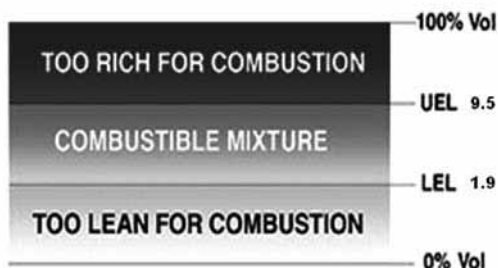 100% Vol
TOO RICH FOR COMBUSTION
UEL 9.5
COMBUSTIBLE MIXTURE
LEL 1.9
TOO LEAN FOR COMBUSTION
0% Vol